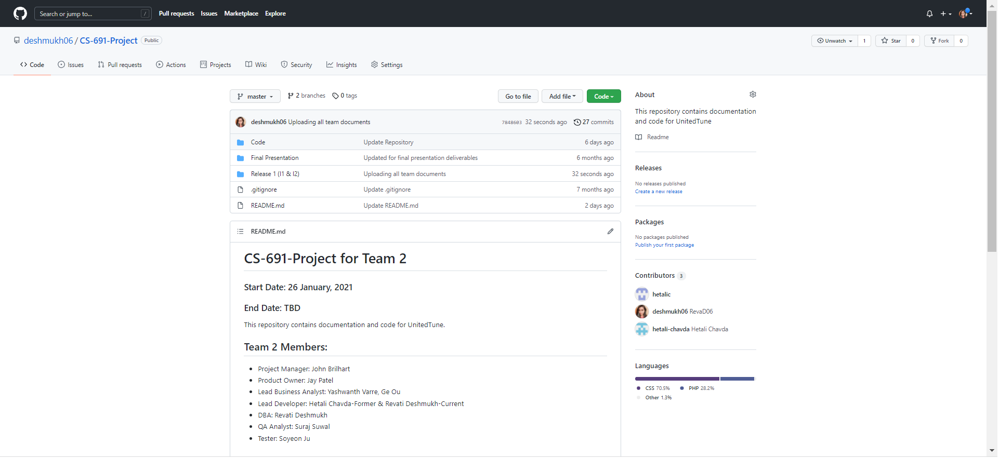 Search or jump to... /
Pull requests Issues Marketplace Explore
deshmukh06 / CS-691-Project Public
Unwatch 1 Star 0 Fork 0
Code Issues Pull requests Actions Projects Wiki Security Insights Settings
master 2 branches 0 tags
Go to file Add file Code
deshmukh06 Uploading all team documents 7848603 32 seconds ago 27 commits
Code Update Repository 6 days ago
Final Presentation Updated for final presentation deliverables 6 months ago
Release 1 (I1 & I2) Uploading all team documents 32 seconds ago
.gitignore Update .gitignore 7 months ago
README.md Update README.md 2 days ago
README.md
CS-691-Project for Team 2
Start Date: 26 January, 2021
End Date: TBD
This repository contains documentation and code for UnitedTune.
Team 2 Members:
Project Manager: John Brilhart
Product Owner: Jay Patel
Lead Business Analyst: Yashwanth Varre, Ge Ou
Lead Developer: Hetali Chavda-Former & Revati Deshmukh-Current
DBA: Revati Deshmukh
QA Analyst: Suraj Suwal
Tester: Soyeon Ju
About
This repository contains documentation
and code for UnitedTune
Readme
Releases
No releases published
Create a new release
Packages
No packages published
Publish your first package
Contributors 3
hetalic
deshmukh06 RevaD06
hetali-chavda Hetali Chavda
Languages
CSS 70.5% PHP 28.2%
Other 1.3%